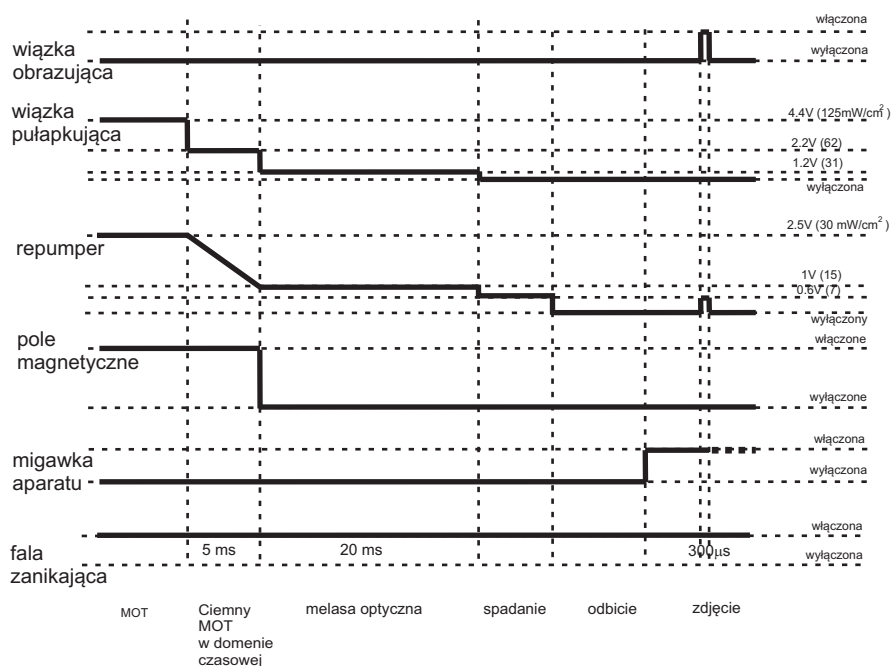 włączona
wiązka
obrazująca
wyłączona
wiązka
pułapkująca
4.4V (125mW/cm²)
2.2V (62)
1.2V (31)
wyłączona
repumper
2.5V (30 mW/cm²)
1V (15)
0.6V (7)
wyłączony
pole
magnetyczne
włączone
wyłączone
migawka
aparatu
włączona
wyłączona
fala
zanikająca
włączona
5 ms
20 ms
300µs
wyłączona
MOT
Ciemny
MOT
w domenie
czasowej
melasa optyczna
spadanie
odbicie
zdjęcie